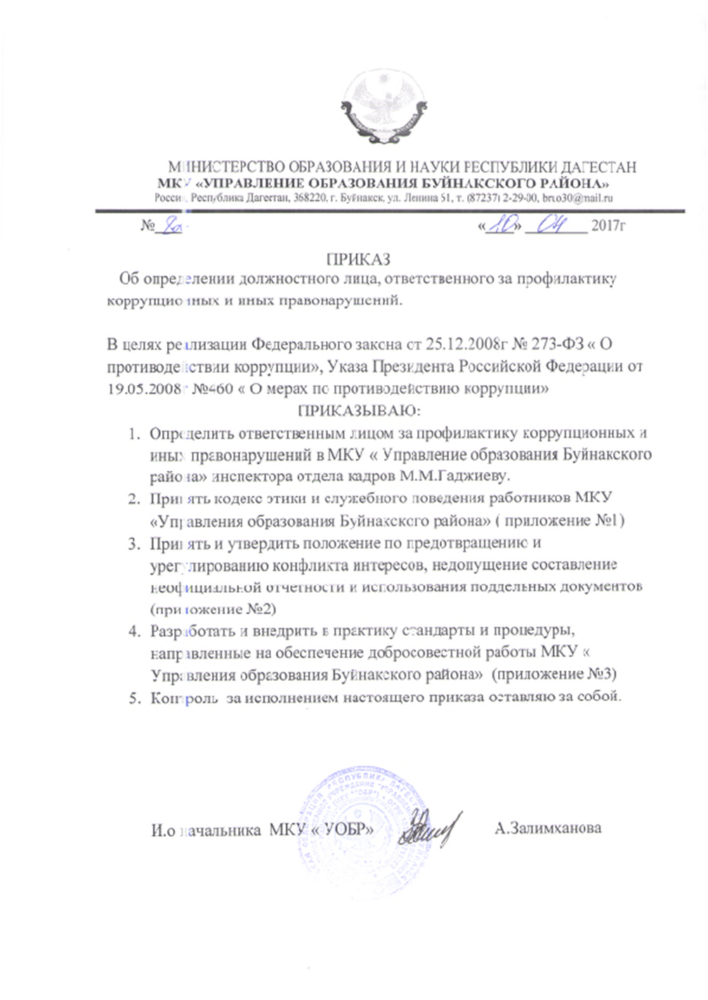 МИНИСТЕРСТВО ОБРАЗОВАНИЯ И НАУКИ РЕСПУБЛИКИ ДАГЕСТАН
МКУ «УПРАВЛЕНИЕ ОБРАЗОВАНИЯ БУЙНАКСКОГО РАЙОНА»
Россия, Республика Дагестан, 368220, г. Буйнакск, ул. Ленина 51, т. (87237) 2-29-00, bruo30@mail.ru
№ «20» 04 2017г
ПРИКАЗ
Об определении должностного лица, ответственного за профилактику
коррупционных и иных правонарушений.
В целях реализации Федерального закона от 25.12.2008г № 273-ФЗ « О
противодействии коррупции», Указа Президента Российской Федерации от
19.05.2008г №460 « О мерах по противодействию коррупции»
ПРИКАЗЫВАЮ:
1. Определить ответственным лицом за профилактику коррупционных и
иных правонарушений в МКУ « Управление образования Буйнакского
района» инспектора отдела кадров М.М.Гаджиеву.
2. Принять кодекс этики и служебного поведения работников МКУ
«Управления образования Буйнакского района» ( приложение №1)
3. Принять и утвердить положение по предотвращению и
урегулированию конфликта интересов, недопущение составление
неофициальной отчетности и использования поддельных документов
(приложение №2)
4. Разработать и внедрить в практику стандарты и процедуры,
направленные на обеспечение добросовестной работы МКУ «
Управления образования Буйнакского района» (приложение №3)
5. Контроль за исполнением настоящего приказа оставляю за собой.
И.о начальника МКУ « УОБР» А.Залимханова